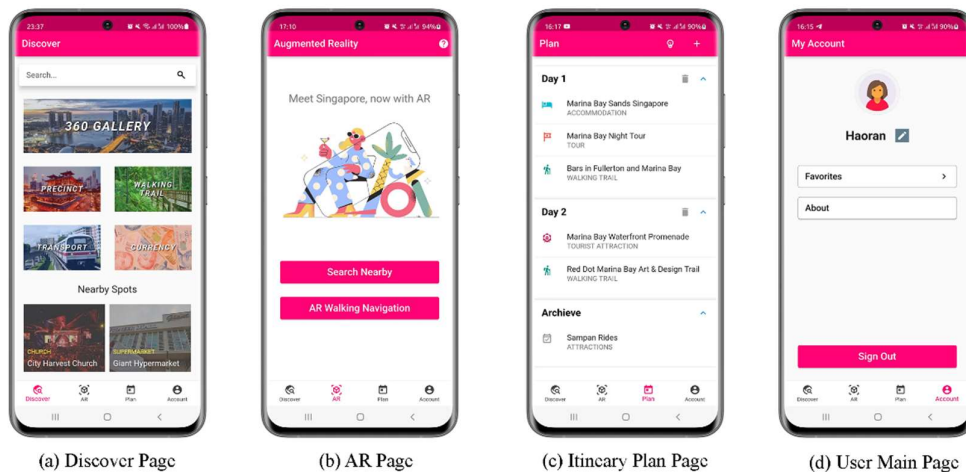 23:37 100%
Discover
Search...
360 GALLERY
PRECINCT
WALKING
TRAIL
TRANSPORT
CURRENCY
Nearby Spots
CHURCH
City Harvest Church
SUPERMARKET
Giant Hypermarket
Discover AR Plan Account
(a) Discover Page
17:10 94%
Augmented Reality
Meet Singapore, now with AR
Search Nearby
AR Walking Navigation
Discover AR Plan Account
(b) AR Page
16:17 90%
Plan
Day 1
Marina Bay Sands Singapore
ACCOMMODATION
Marina Bay Night Tour
TOUR
Bars in Fullerton and Marina Bay
WALKING TRAIL
Day 2
Marina Bay Waterfront Promenade
TOURIST ATTRACTION
Red Dot Marina Bay Art & Design Trail
WALKING TRAIL
Archieve
Sampan Rides
ATTRACTIONS
Discover AR Plan Account
(c) Itineary Plan Page
16:15 90%
My Account
Haoran
Favorites
About
Sign Out
Discover AR Plan Account
(d) User Main Page